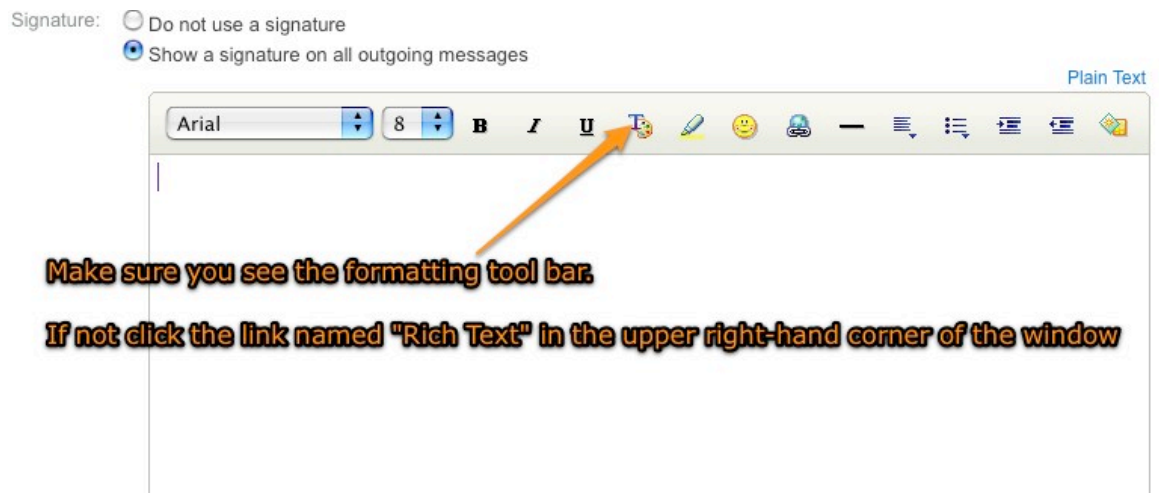 Signature: Do not use a signature
Show a signature on all outgoing messages
Plain Text
Arial 8 B I U T
Make sure you see the formatting tool bar.
If not click the link named "Rich Text" in the upper right-hand corner of the window